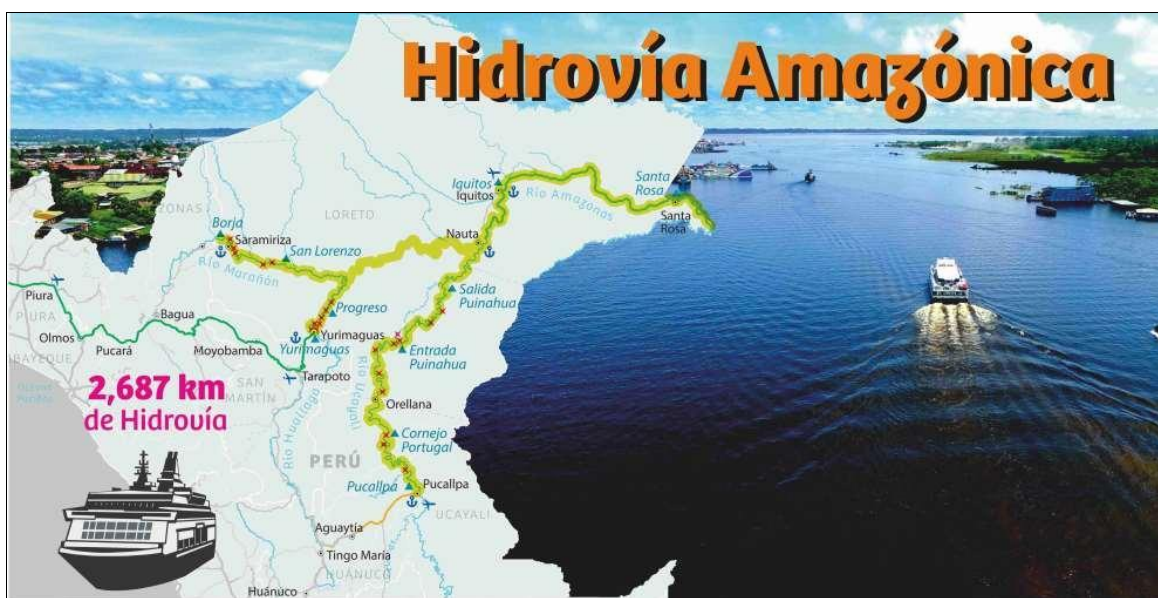 Hidrovía Amazónica
Santa
Rosa
Iquitos
Iquitos
Río Amazonas
Santa
Rosa
LORETO
Borja
Saramiriza
San Lorenzo
Nauta
Río Marañón
Salida
Puinahua
Piura
PIURA
Progreso
Bagua
Yurimaguas
Yurimaguas
Olmos
Pucará
Moyobamba
Entrada
Puinahua
Tarapoto
Río Ucayali
2,687 km
de Hidrovía
SAN
MARTÍN
Río Huallaga
Orellana
Cornejo
Portugal
PERÚ
Pucallpa
Pucallpa
UCAYALI
Aguaytía
Tingo María
HUÁNUCO
Huánuco